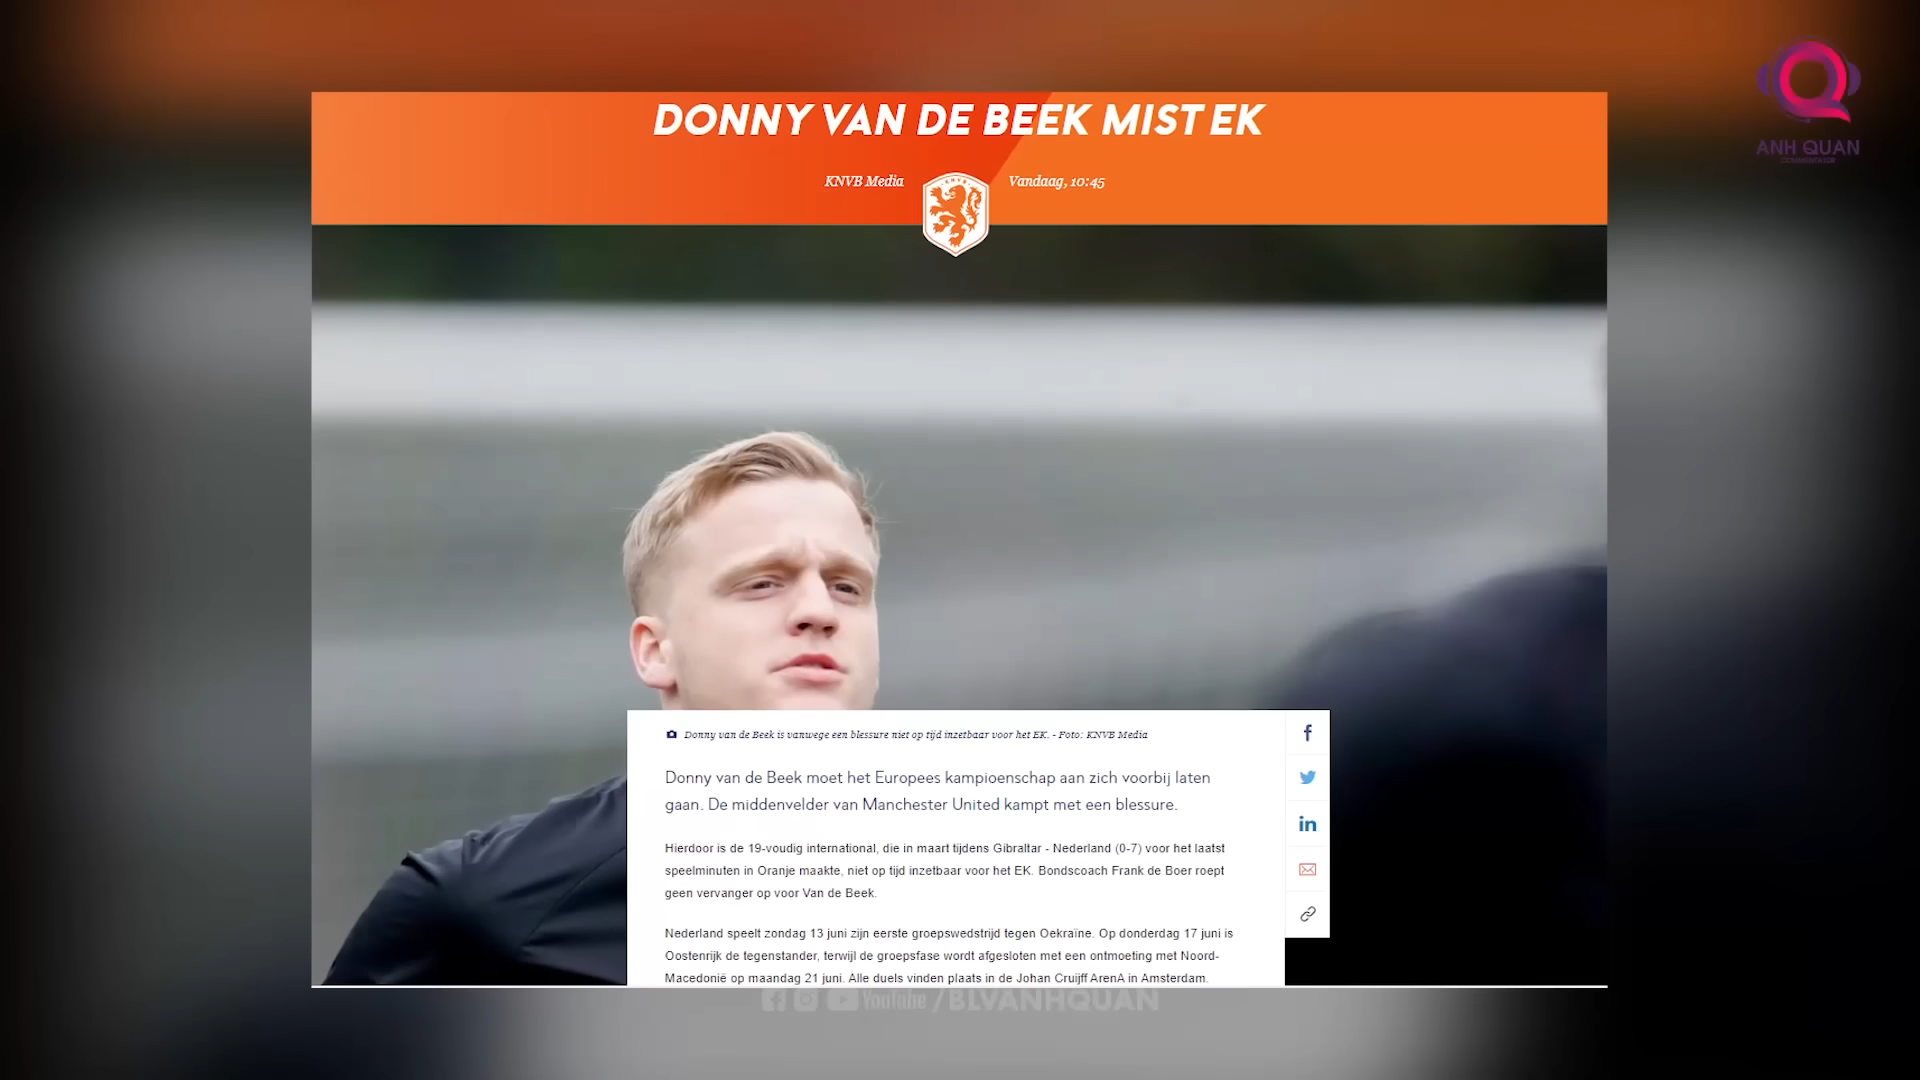 DONNY VAN DE BEEK MIST EK
KNVB Media
Vandaag, 10:45
ANH QUAN
COMMENTATOR
Donny van de Beek is vanwege een blessure niet op tijd inzetbaar voor het EK. - Foto: KNVB Media
Donny van de Beek moet het Europees kampioenschap aan zich voorbij laten
gaan. De middenvelder van Manchester United kampt met een blessure.
Hierdoor is de 19-voudig international, die in maart tijdens Gibraltar - Nederland (0-7) voor het laatst
speelminuten in Oranje maakte, niet op tijd inzetbaar voor het EK. Bondscoach Frank de Boer roept
geen vervanger op voor Van de Beek.
Nederland speelt zondag 13 juni zijn eerste groepswedstrijd tegen Oekraïne. Op donderdag 17 juni is
Oostenrijk de tegenstander, terwijl de groepsfase wordt afgesloten met een ontmoeting met Noord-
Macedonië op maandag 21 juni. Alle duels vinden plaats in de Johan Cruijff ArenA in Amsterdam.
Youtube /BLVANHQUAN